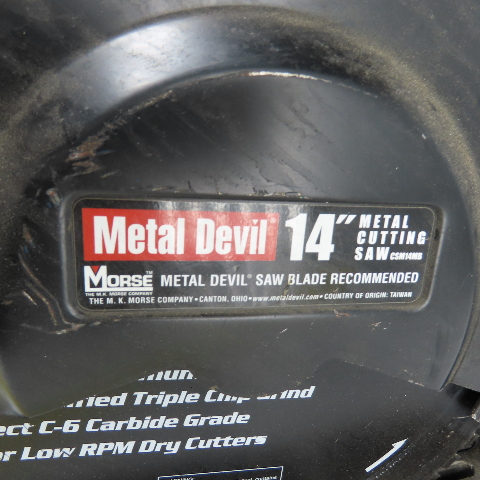 Metal Devil® 14" METAL
CUTTING
SAW CSM14MB
MORSE™ METAL DEVIL® SAW BLADE RECOMMENDED
THE M.K. MORSE COMPANY
THE M. K. MORSE COMPANY • CANTON, OHIO • www.metaldevil.com • COUNTRY OF ORIGIN: TAIWAN
Triple Chip Grind
C-6 Carbide Grade
Low RPM Dry Cutters